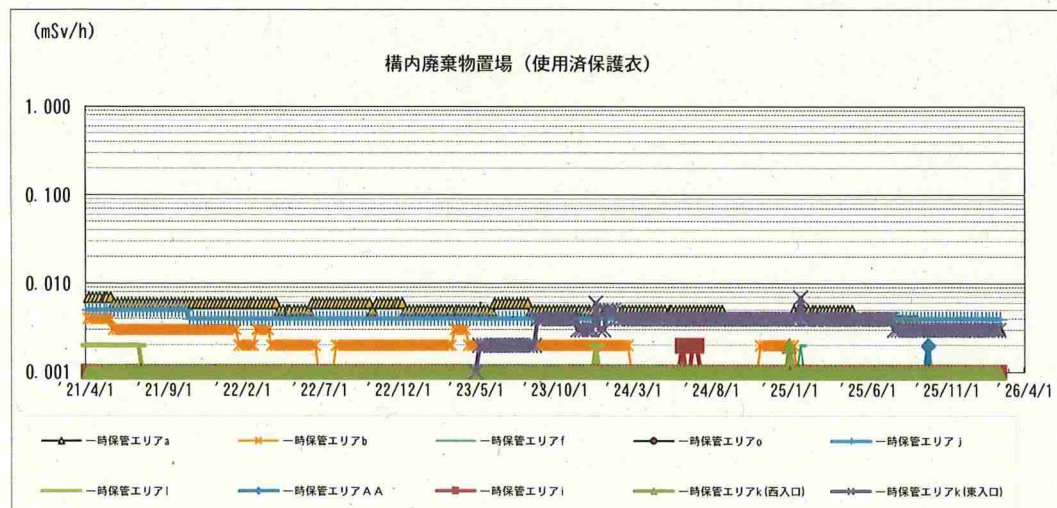 (mSv/h)
構内廃棄物置場（使用済保護衣）
1.000
0.100
0.010
0.001
'21/4/1 '21/9/1 '22/2/1 '22/7/1 '22/12/1 '23/5/1 '23/10/1 '24/3/1 '24/8/1 '25/1/1 '25/6/1 '25/11/1 '26/4/1
一時保管エリアa 一時保管エリアb 一時保管エリアf 一時保管エリアo 一時保管エリアj
一時保管エリアl 一時保管エリアAA 一時保管エリアi 一時保管エリアk(西入口) 一時保管エリアk(東入口)